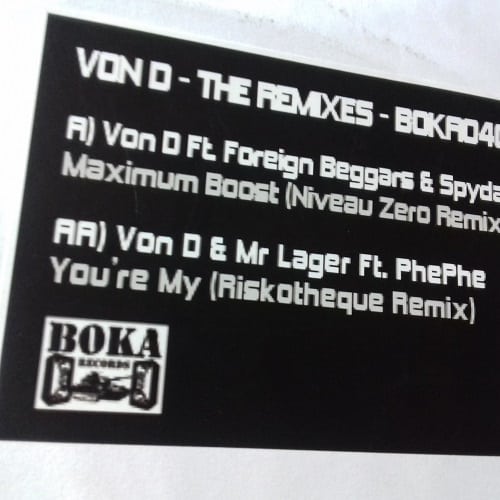 VON D - THE REMIXES - BOKA040
A) Von D Ft. Foreign Beggars & Spyda
Maximum Boost (Niveau Zero Remix
AA) Von D & Mr Lager Ft. PhePhe
You're My (Riskotheque Remix)
BOKA
RECORDS